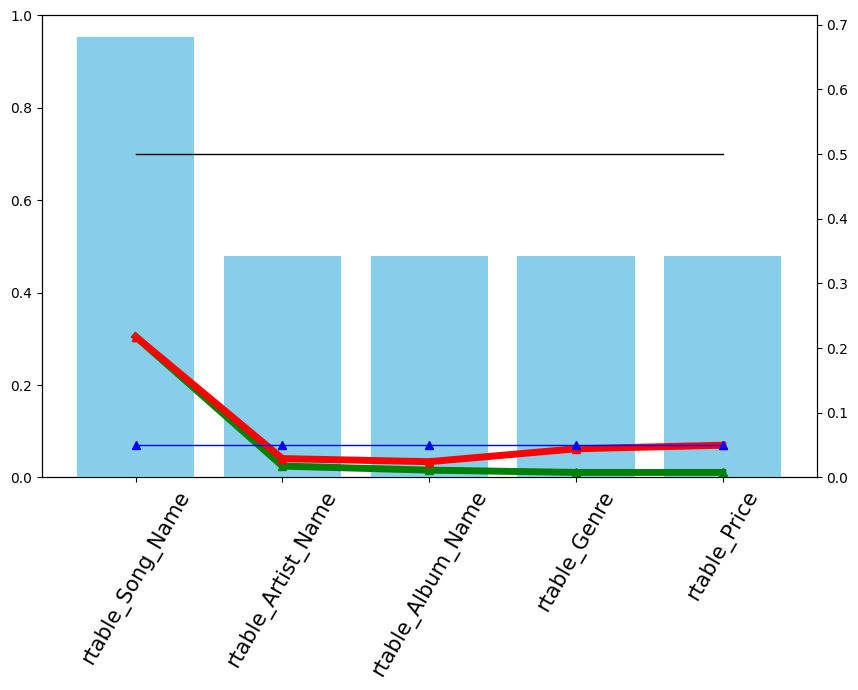 1.0
0.8
0.6
0.4
0.2
0.0
0.7
0.6
0.5
0.4
0.3
0.2
0.1
0.0
rtable_Song_Name
rtable_Artist_Name
rtable_Album_Name
rtable_Genre
rtable_Price